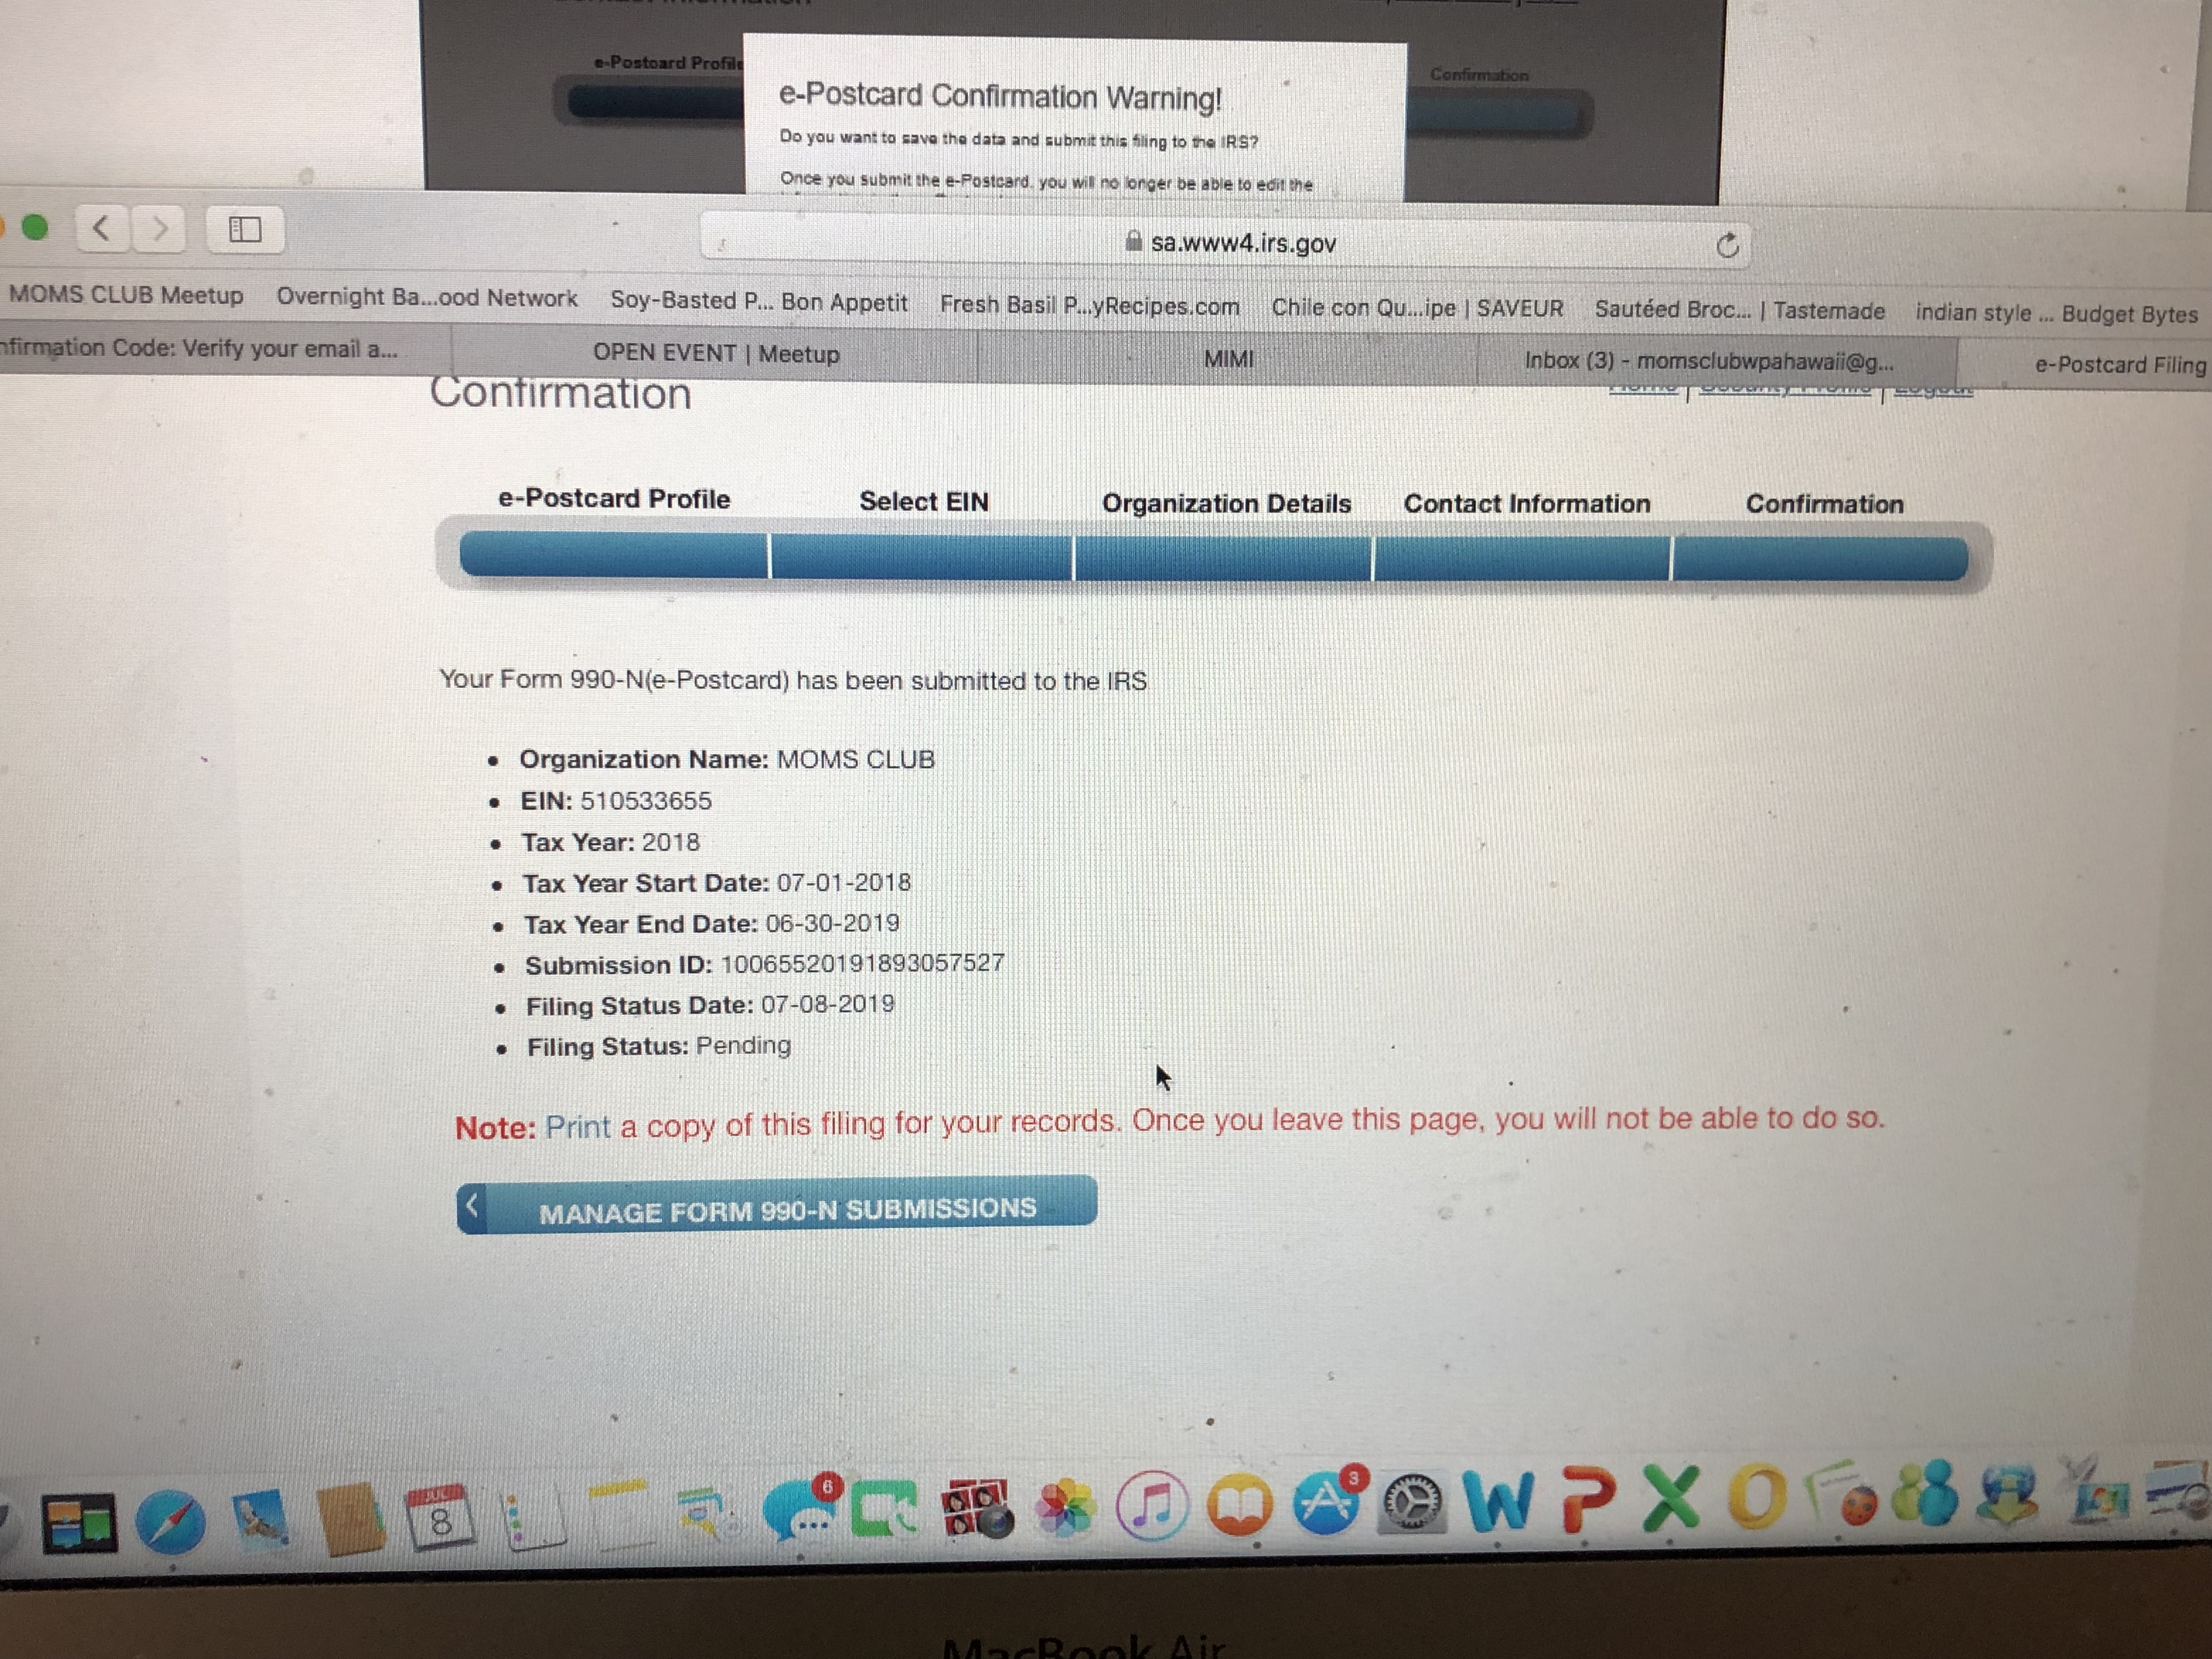 e-Postcard Profile
Confirmation
e-Postcard Confirmation Warning!
Do you want to save the data and submit this filing to the IRS?
Once you submit the e-Postcard, you will no longer be able to edit the
sa.www4.irs.gov
MOMS CLUB Meetup Overnight Ba...ood Network Soy-Basted P... Bon Appetit Fresh Basil P...yRecipes.com Chile con Qu...ipe | SAVEUR Sautéed Broc... | Tastemade indian style ... Budget Bytes
nfirmation Code: Verify your email a... OPEN EVENT | Meetup MIMI Inbox (3) - momsclubwpahawaii@g... e-Postcard Filing
Confirmation
Home | Security Profile | Logout
e-Postcard Profile Select EIN Organization Details Contact Information Confirmation
Your Form 990-N(e-Postcard) has been submitted to the IRS
• Organization Name: MOMS CLUB
• EIN: 510533655
• Tax Year: 2018
• Tax Year Start Date: 07-01-2018
• Tax Year End Date: 06-30-2019
• Submission ID: 10065520191893057527
• Filing Status Date: 07-08-2019
• Filing Status: Pending
Note: Print a copy of this filing for your records. Once you leave this page, you will not be able to do so.
MANAGE FORM 990-N SUBMISSIONS
JUL
8
6
3
MacBook Air